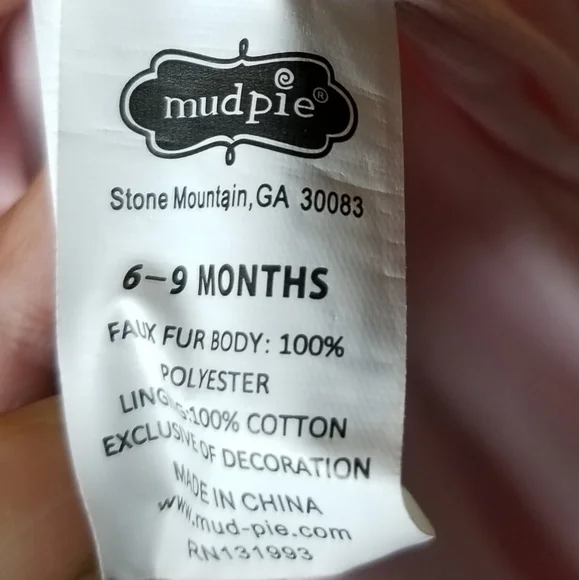 mudpie®
Stone Mountain, GA 30083
6-9 MONTHS
FAUX FUR BODY: 100%
POLYESTER
LING:100% COTTON
EXCLUSIVE OF DECORATION
MADE IN CHINA
www.mud-pie.com
RN131993